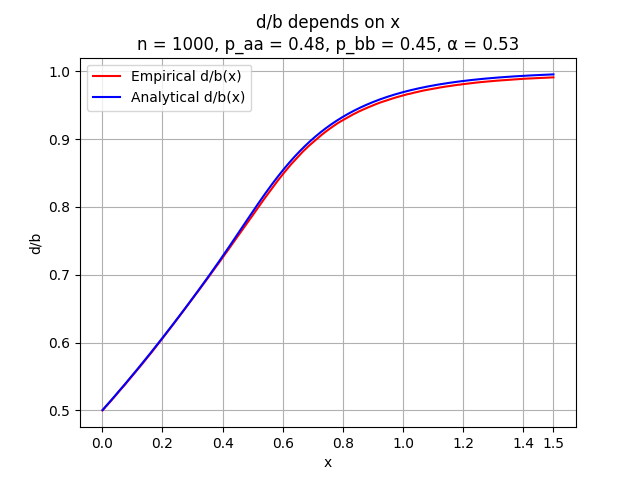 d/b depends on x
n = 1000, p_aa = 0.48, p_bb = 0.45, α = 0.53
Empirical d/b(x)
Analytical d/b(x)
1.0
0.9
0.8
0.7
0.6
0.5
d/b
0.0 0.2 0.4 0.6 0.8 1.0 1.2 1.4 1.5
x